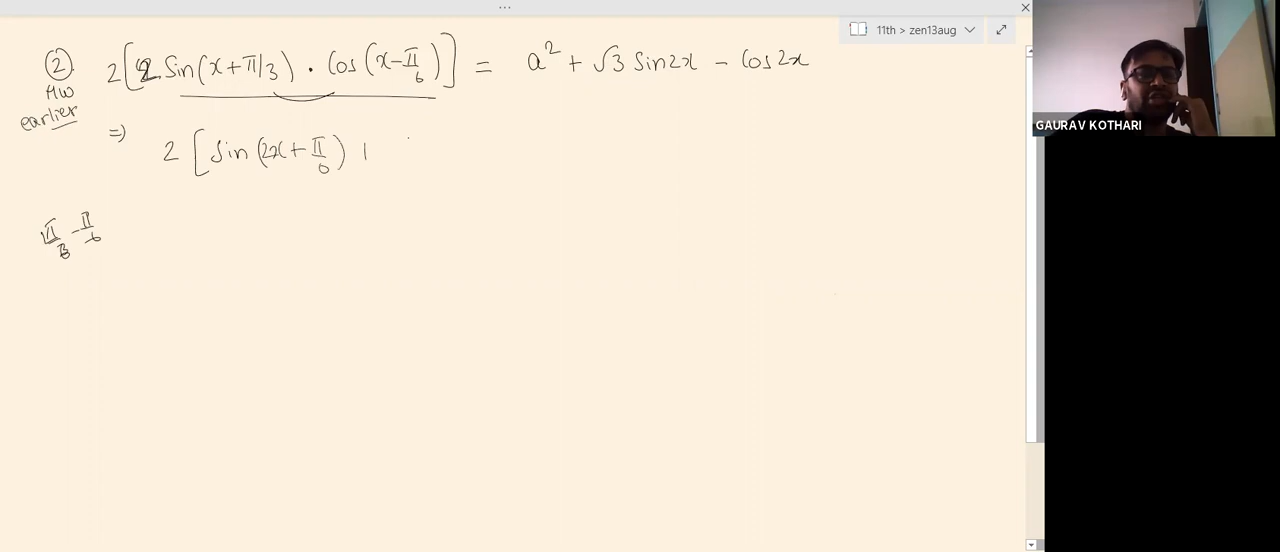 11th > zen13aug
② 2[2 Sin(x+π/3) · Cos(x-π/6)] = a² + √3 Sin2x - Cos2x
HW
earlier
⇒ 2[Sin(2x+π/6) +
π/3 - π/6
GAURAV KOTHARI